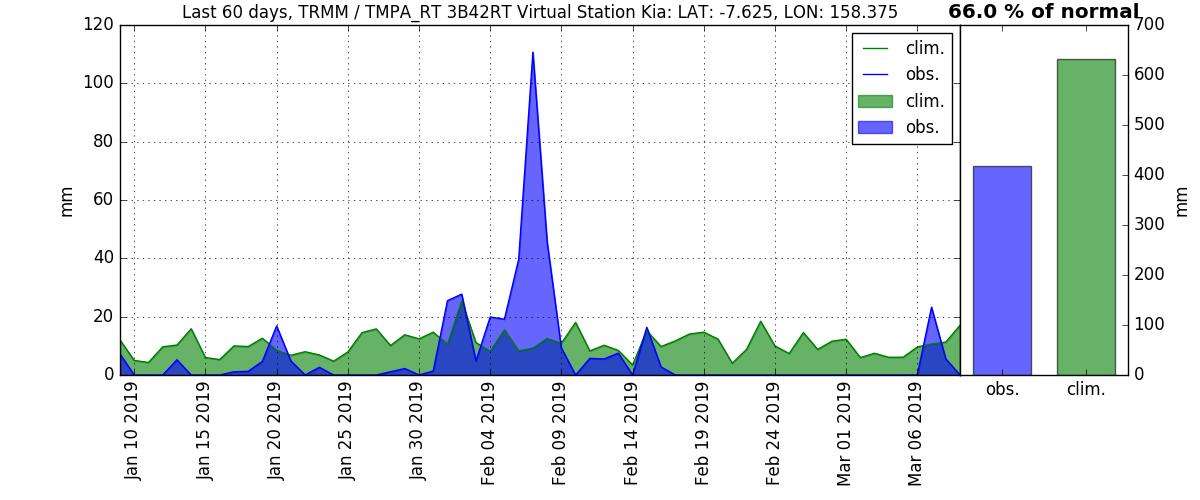 Last 60 days, TRMM / TMPA_RT 3B42RT Virtual Station Kia: LAT: -7.625, LON: 158.375
66.0 % of normal
120
100
80
60
40
20
0
mm
clim.
obs.
clim.
obs.
Jan 10 2019
Jan 15 2019
Jan 20 2019
Jan 25 2019
Jan 30 2019
Feb 04 2019
Feb 09 2019
Feb 14 2019
Feb 19 2019
Feb 24 2019
Mar 01 2019
Mar 06 2019
700
600
500
400
300
200
100
0
mm
obs.
clim.